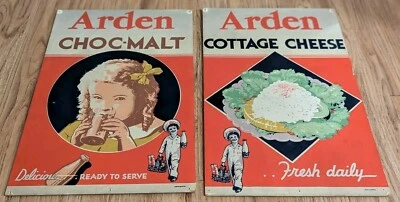 Arden
CHOC-MALT
Delicious
READY TO SERVE
Arden
COTTAGE CHEESE
.. Fresh daily